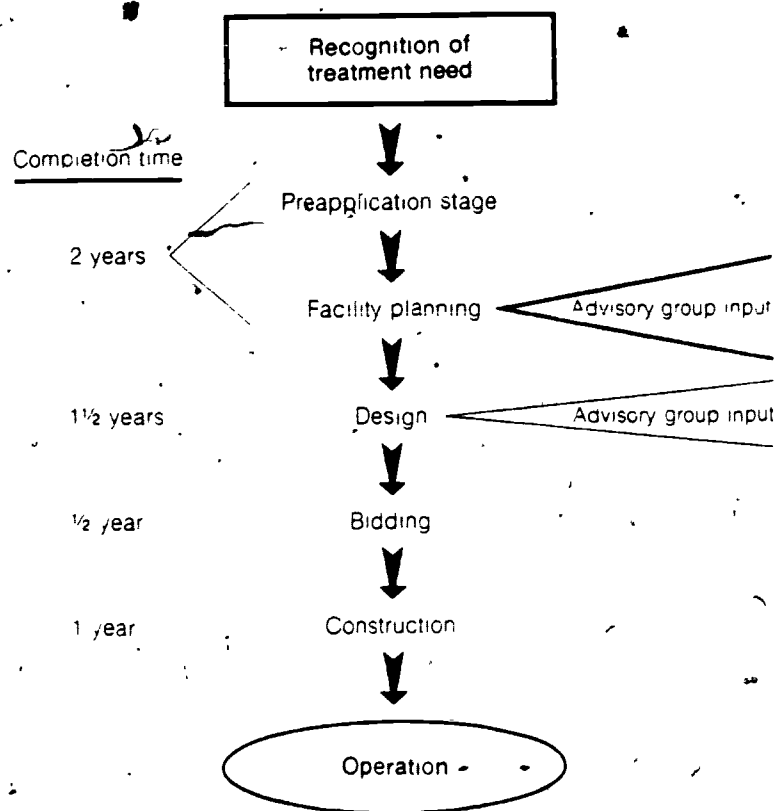 Recognition of
treatment need
Completion time
Preapplication stage
2 years
Facility planning
Advisory group input
1½ years
Design
Advisory group input
½ year
Bidding
1 year
Construction
Operation